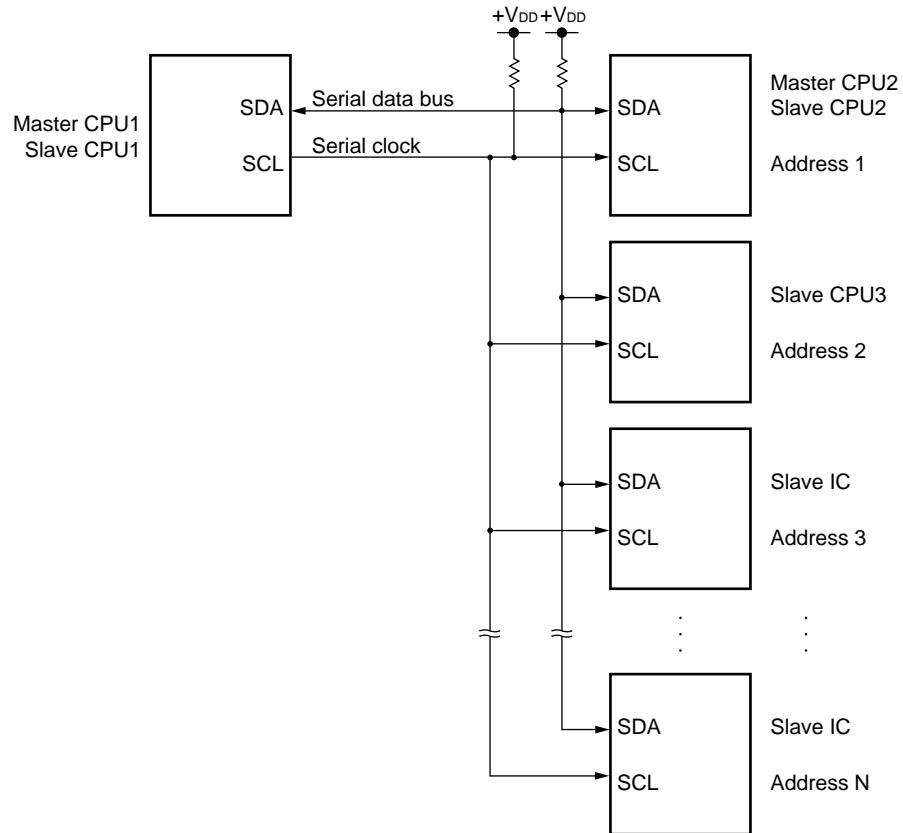 +VDD +VDD
Master CPU1
Slave CPU1
SDA
SCL
Serial data bus
Serial clock
SDA
SCL
Master CPU2
Slave CPU2
Address 1
SDA
SCL
Slave CPU3
Address 2
SDA
SCL
Slave IC
Address 3
SDA
SCL
Slave IC
Address N